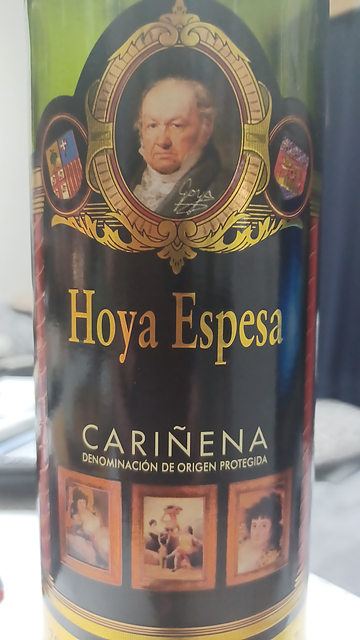 Goya
Hoya Espesa
CARIÑENA
DENOMINACIÓN DE ORIGEN PROTEGIDA